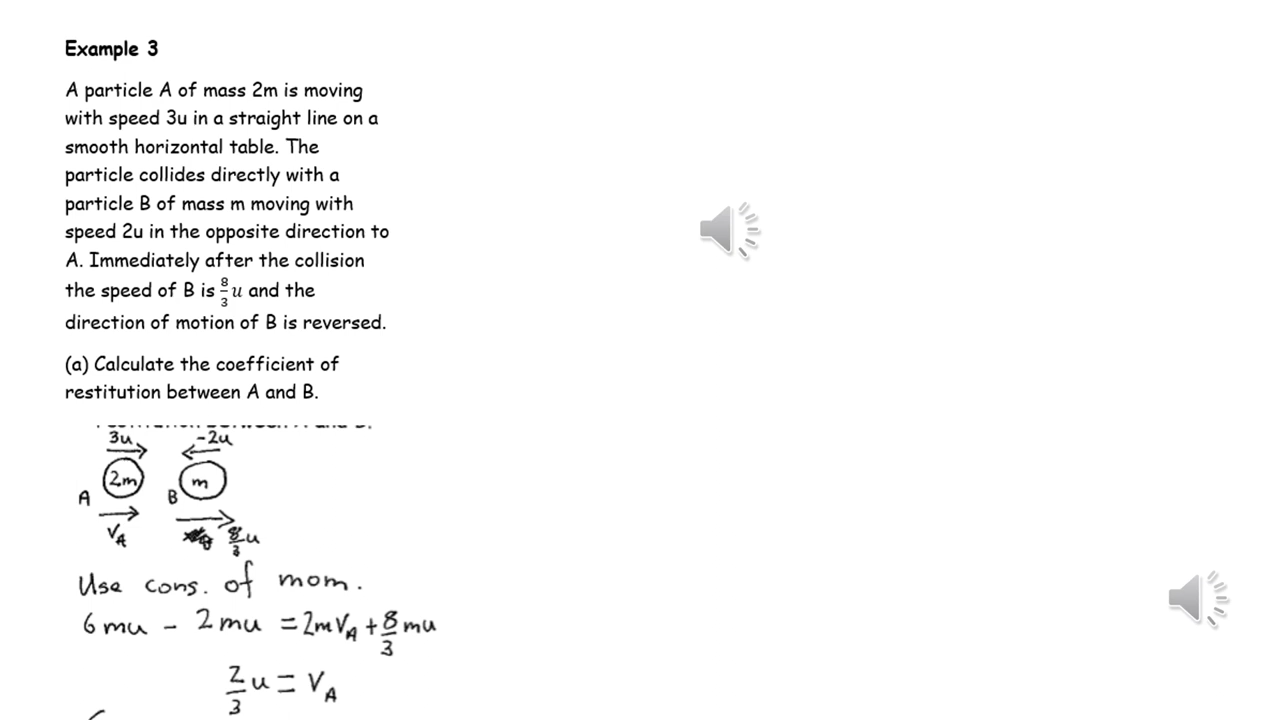 Example 3
A particle A of mass 2m is moving
with speed 3u in a straight line on a
smooth horizontal table. The
particle collides directly with a
particle B of mass m moving with
speed 2u in the opposite direction to
A. Immediately after the collision
the speed of B is 8/3 u and the
direction of motion of B is reversed.
(a) Calculate the coefficient of
restitution between A and B.
3u -2u
2m m
A B
V_A 8/3 u
Use cons. of mom.
6mu - 2mu = 2mV_A + 8/3 mu
2/3 u = V_A